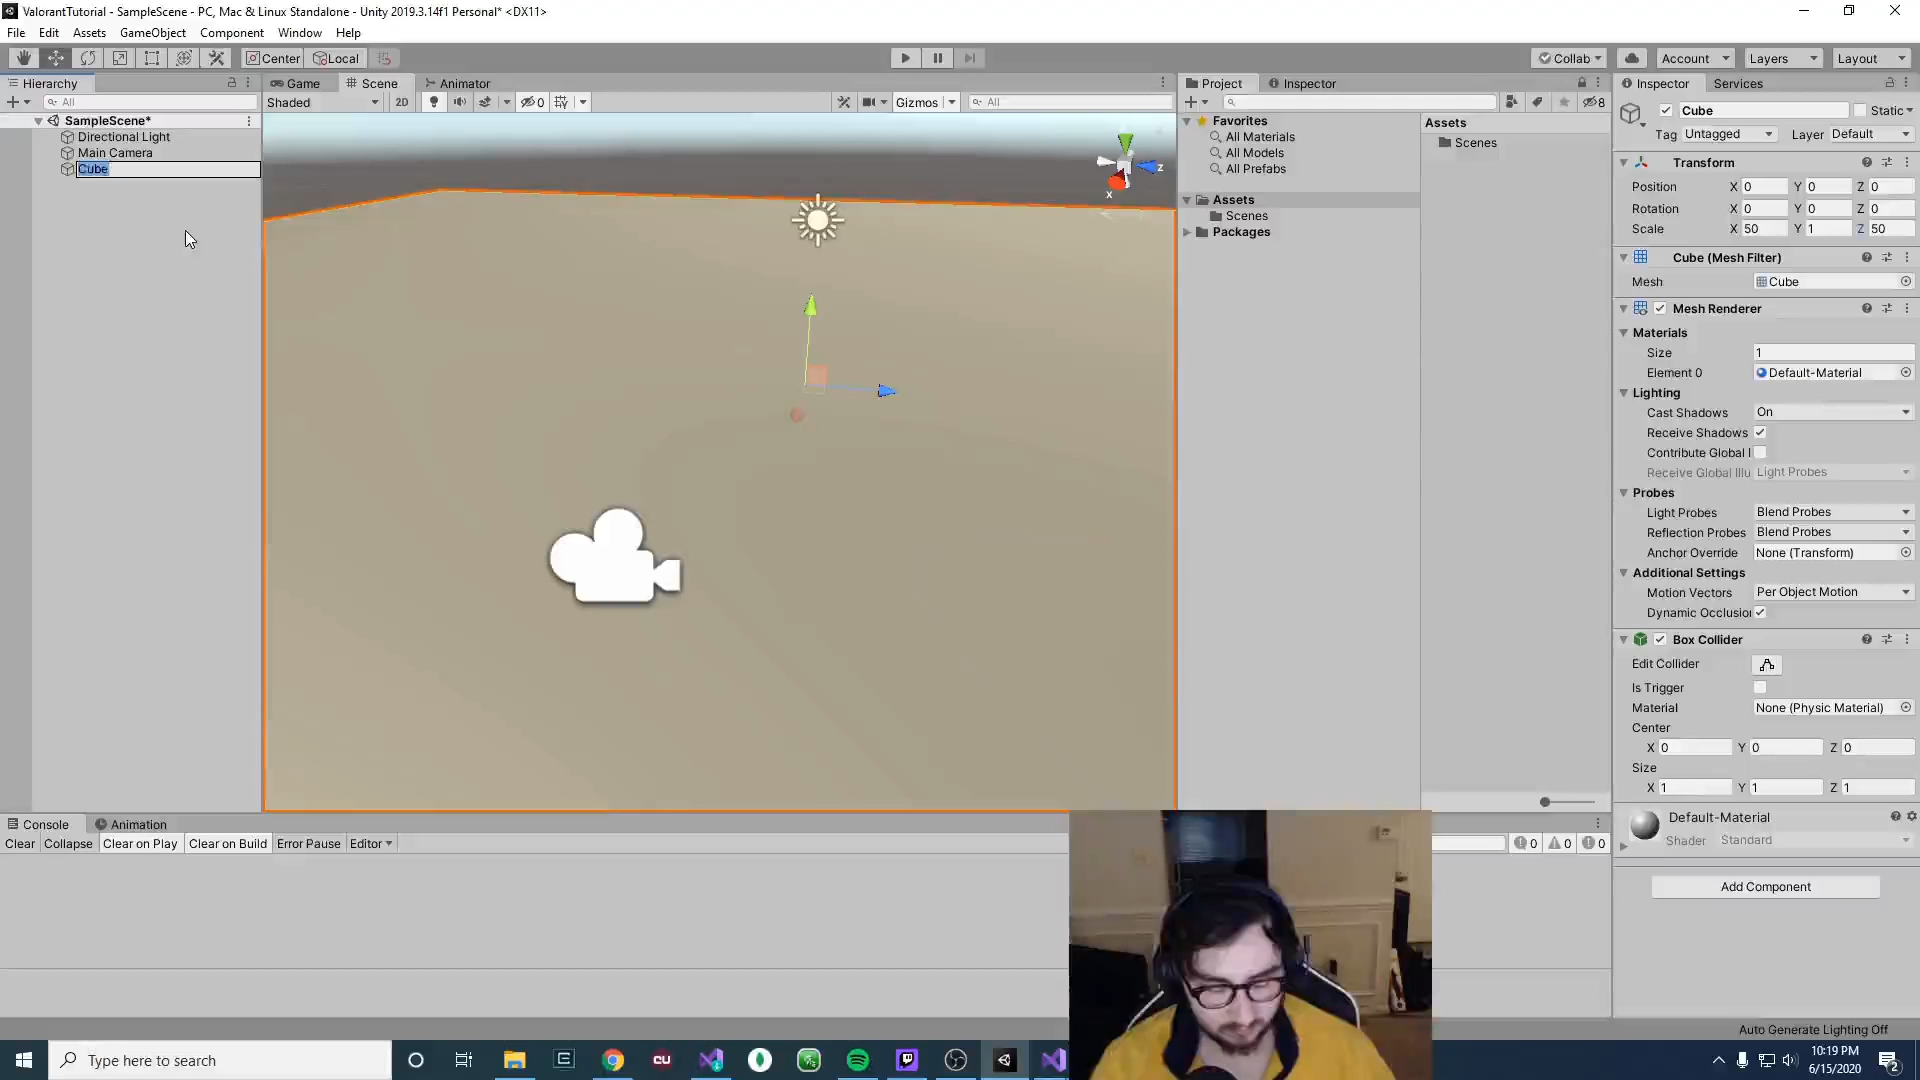 ValorantTutorial - SampleScene - PC, Mac & Linux Standalone - Unity 2019.3.14f1 Personal* <DX11>
File Edit Assets GameObject Component Window Help
Center Local Collab Account Layers Layout
Hierarchy Game Scene Animator Project Inspector Inspector Services
All Shaded 2D 0 Gizmos All 8
SampleScene*
Directional Light
Main Camera
Cube
z
x
Favorites
All Materials
All Models
All Prefabs
Assets
Scenes
Packages
Assets
Scenes
Cube Static
Tag Untagged Layer Default
Transform
Position X 0 Y 0 Z 0
Rotation X 0 Y 0 Z 0
Scale X 50 Y 1 Z 50
Cube (Mesh Filter)
Mesh Cube
Mesh Renderer
Materials
Size 1
Element 0 Default-Material
Lighting
Cast Shadows On
Receive Shadows
Contribute Global I
Receive Global Illu Light Probes
Probes
Light Probes Blend Probes
Reflection Probes Blend Probes
Anchor Override None (Transform)
Additional Settings
Motion Vectors Per Object Motion
Dynamic Occlusion
Box Collider
Edit Collider
Is Trigger
Material None (Physic Material)
Center
X 0 Y 0 Z 0
Size
X 1 Y 1 Z 1
Default-Material
Shader Standard
Add Component
Console Animation
Clear Collapse Clear on Play Clear on Build Error Pause Editor 0 0 0
Auto Generate Lighting Off
Type here to search
CU
10:19 PM
6/15/2020
2